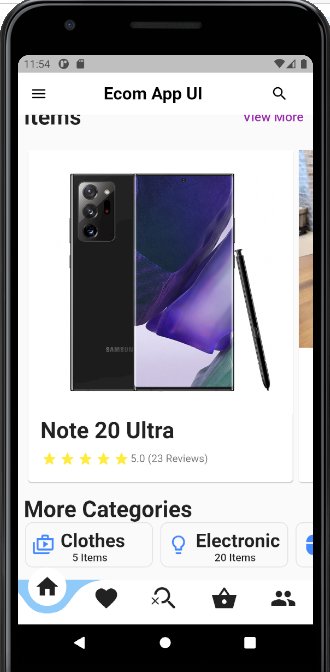 11:54
Ecom App UI
Items
View More
SAMSUNG
Note 20 Ultra
5.0 (23 Reviews)
More Categories
Clothes
5 Items
Electronic
20 Items